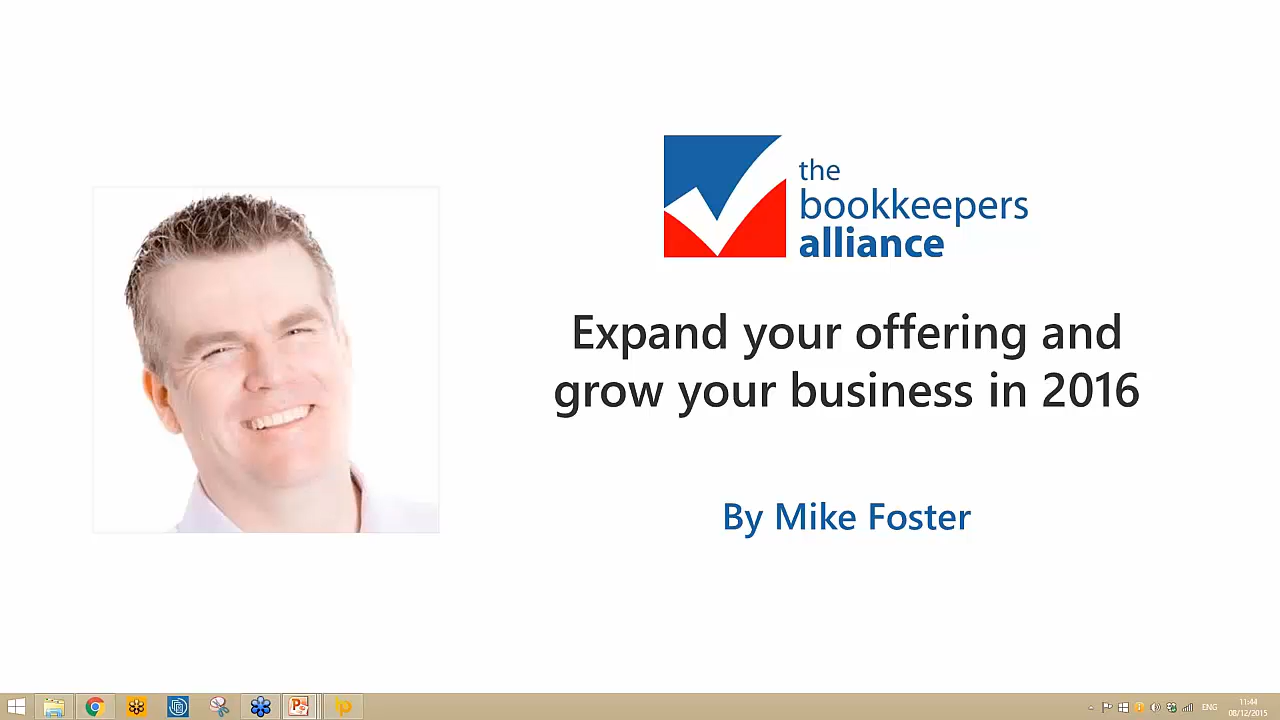 the
bookkeepers
alliance
Expand your offering and
grow your business in 2016
By Mike Foster
ENG
11:44
08/12/2015